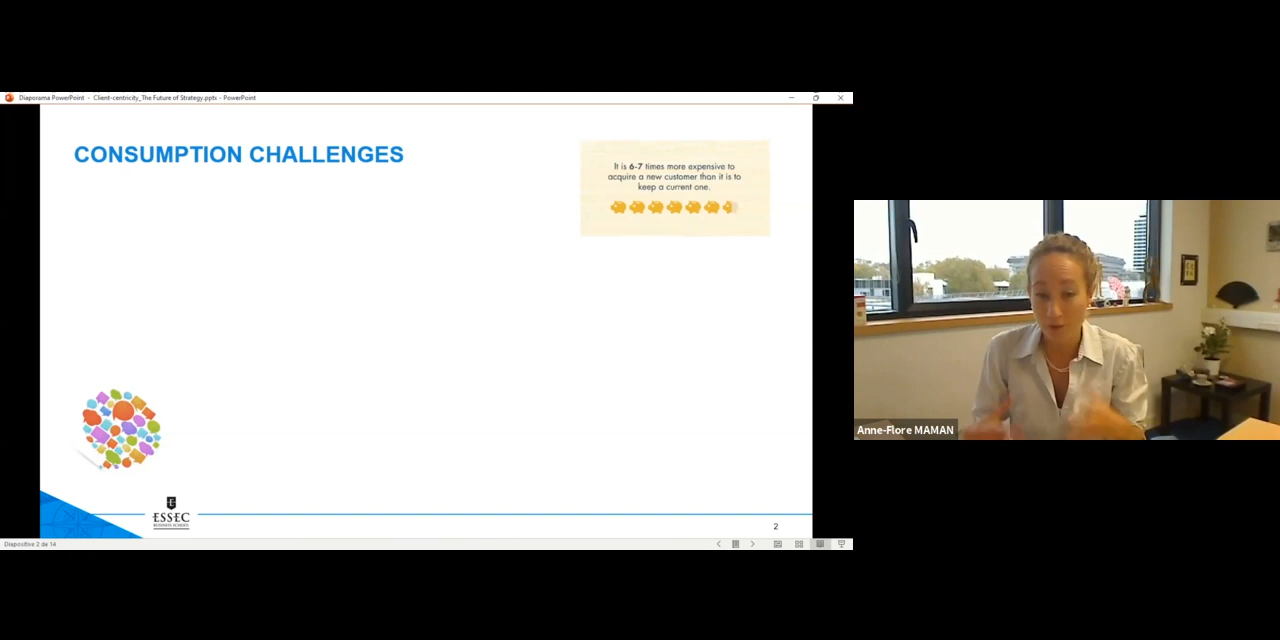 Diaporama PowerPoint - Client-centricity_The Future of Strategy.pptx - PowerPoint
CONSUMPTION CHALLENGES
It is 6-7 times more expensive to
acquire a new customer than it is to
keep a current one.
Anne-Flore MAMAN
ESSEC
BUSINESS SCHOOL
2
Diapositive 2 de 14